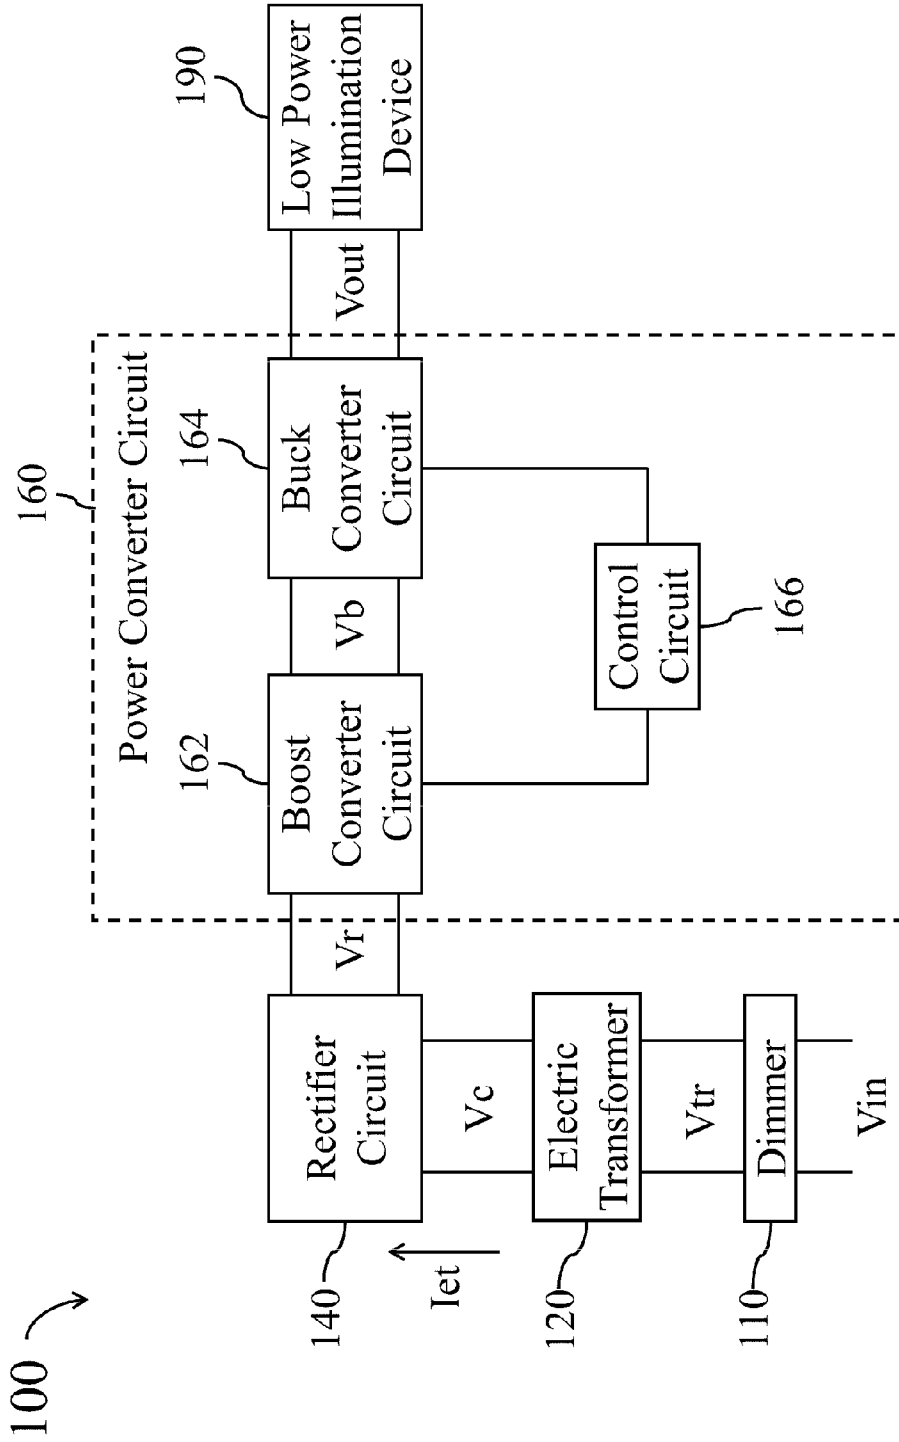 100
160
Power Converter Circuit
162
164
190
Rectifier
Circuit
Vr
Boost
Converter
Circuit
Vb
Buck
Converter
Circuit
Vout
Low Power
Illumination
Device
140
Iet
Vc
Electric
Transformer
120
Vtr
Control
Circuit
166
Dimmer
110
Vin